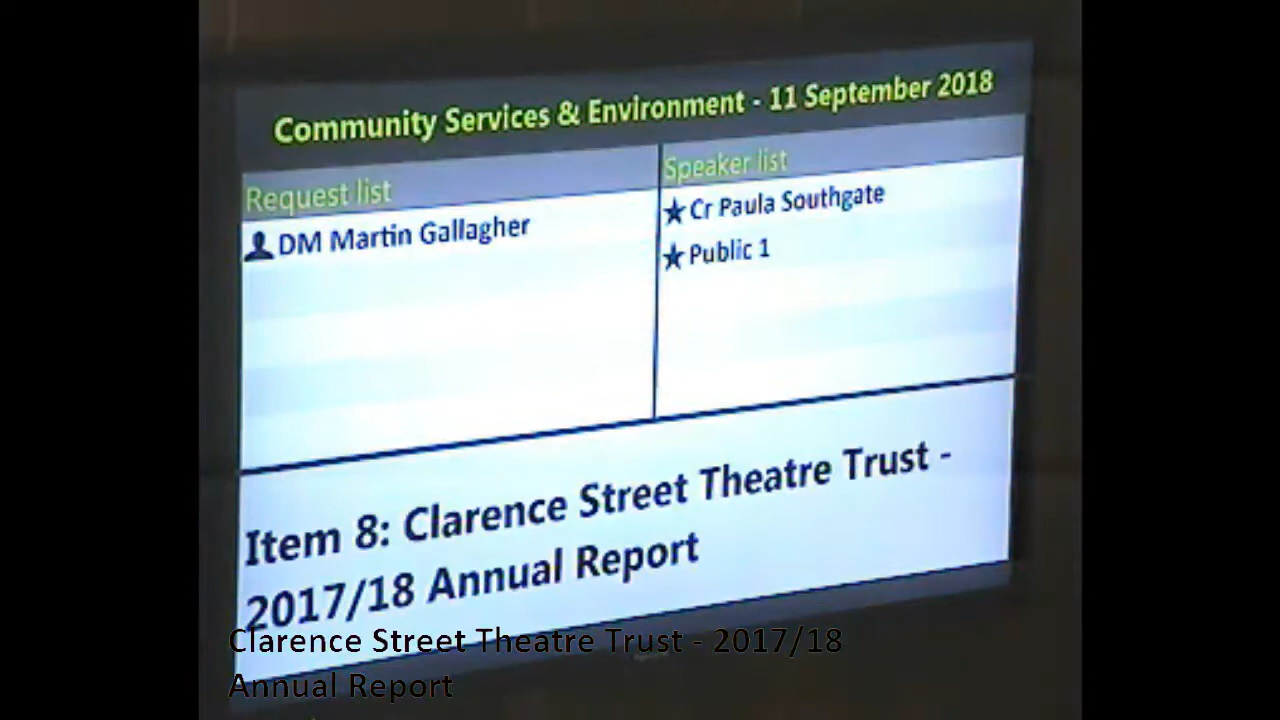 Community Services & Environment - 11 September 2018
Request list
DM Martin Gallagher
Speaker list
Cr Paula Southgate
Public 1
Item 8: Clarence Street Theatre Trust -
2017/18 Annual Report
Clarence Street Theatre Trust - 2017/18
Annual Report